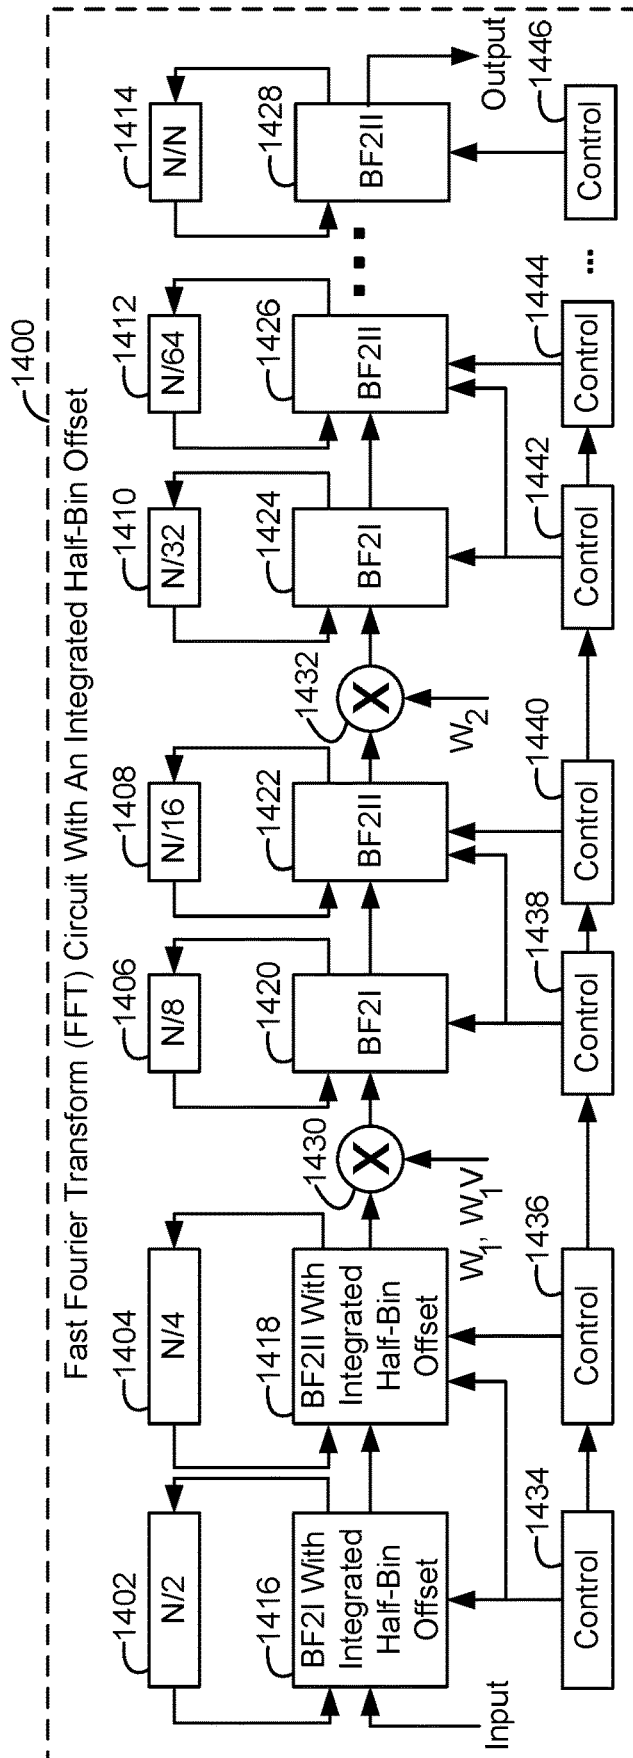 1400
Fast Fourier Transform (FFT) Circuit With An Integrated Half-Bin Offset
1402
1404
1406
1408
1410
1412
1414
N/2
N/4
N/8
N/16
N/32
N/64
N/N
1416
1418
1420
1422
1424
1426
1428
BF2I With
Integrated
Half-Bin
Offset
BF2II With
Integrated
Half-Bin
Offset
1430
BF2I
BF2II
1432
BF2I
BF2II
...
BF2II
Input
W1, W1V
W2
Output
1434
1436
1438
1440
1442
1444
1446
Control
Control
Control
Control
Control
Control
...
Control